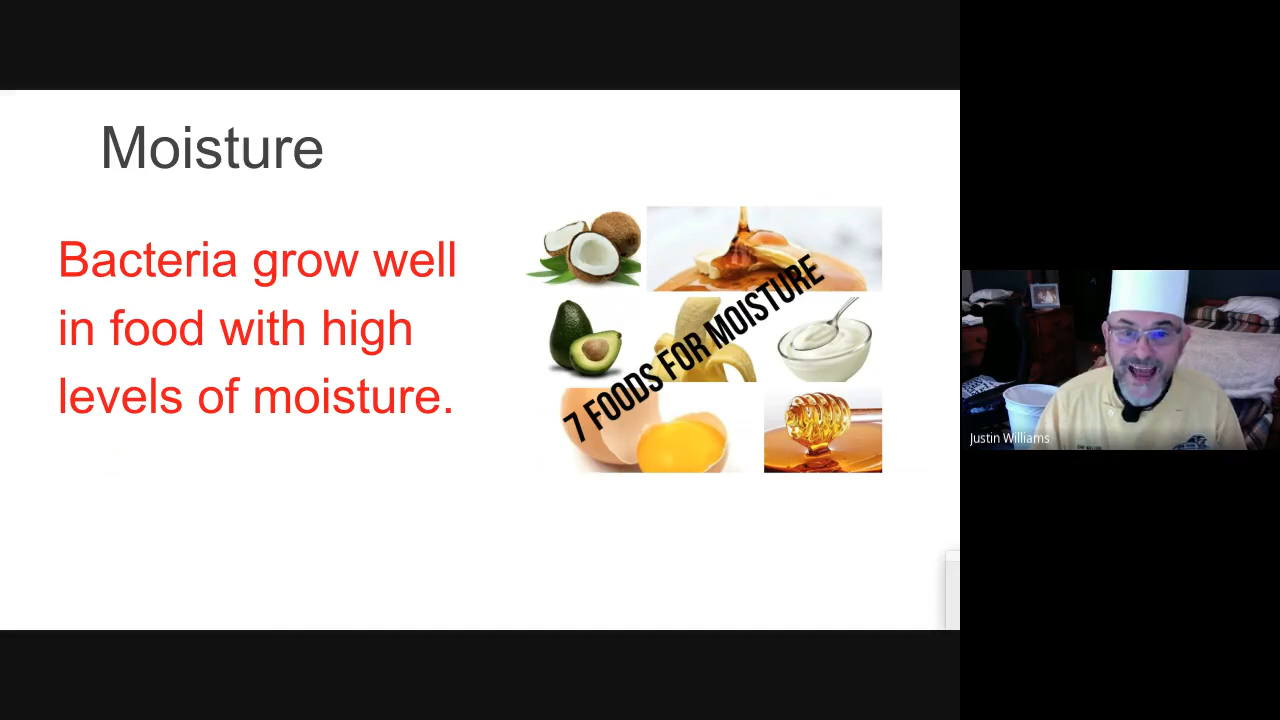 Moisture
Bacteria grow well
in food with high
levels of moisture.
7 FOODS FOR MOISTURE
Justin Williams